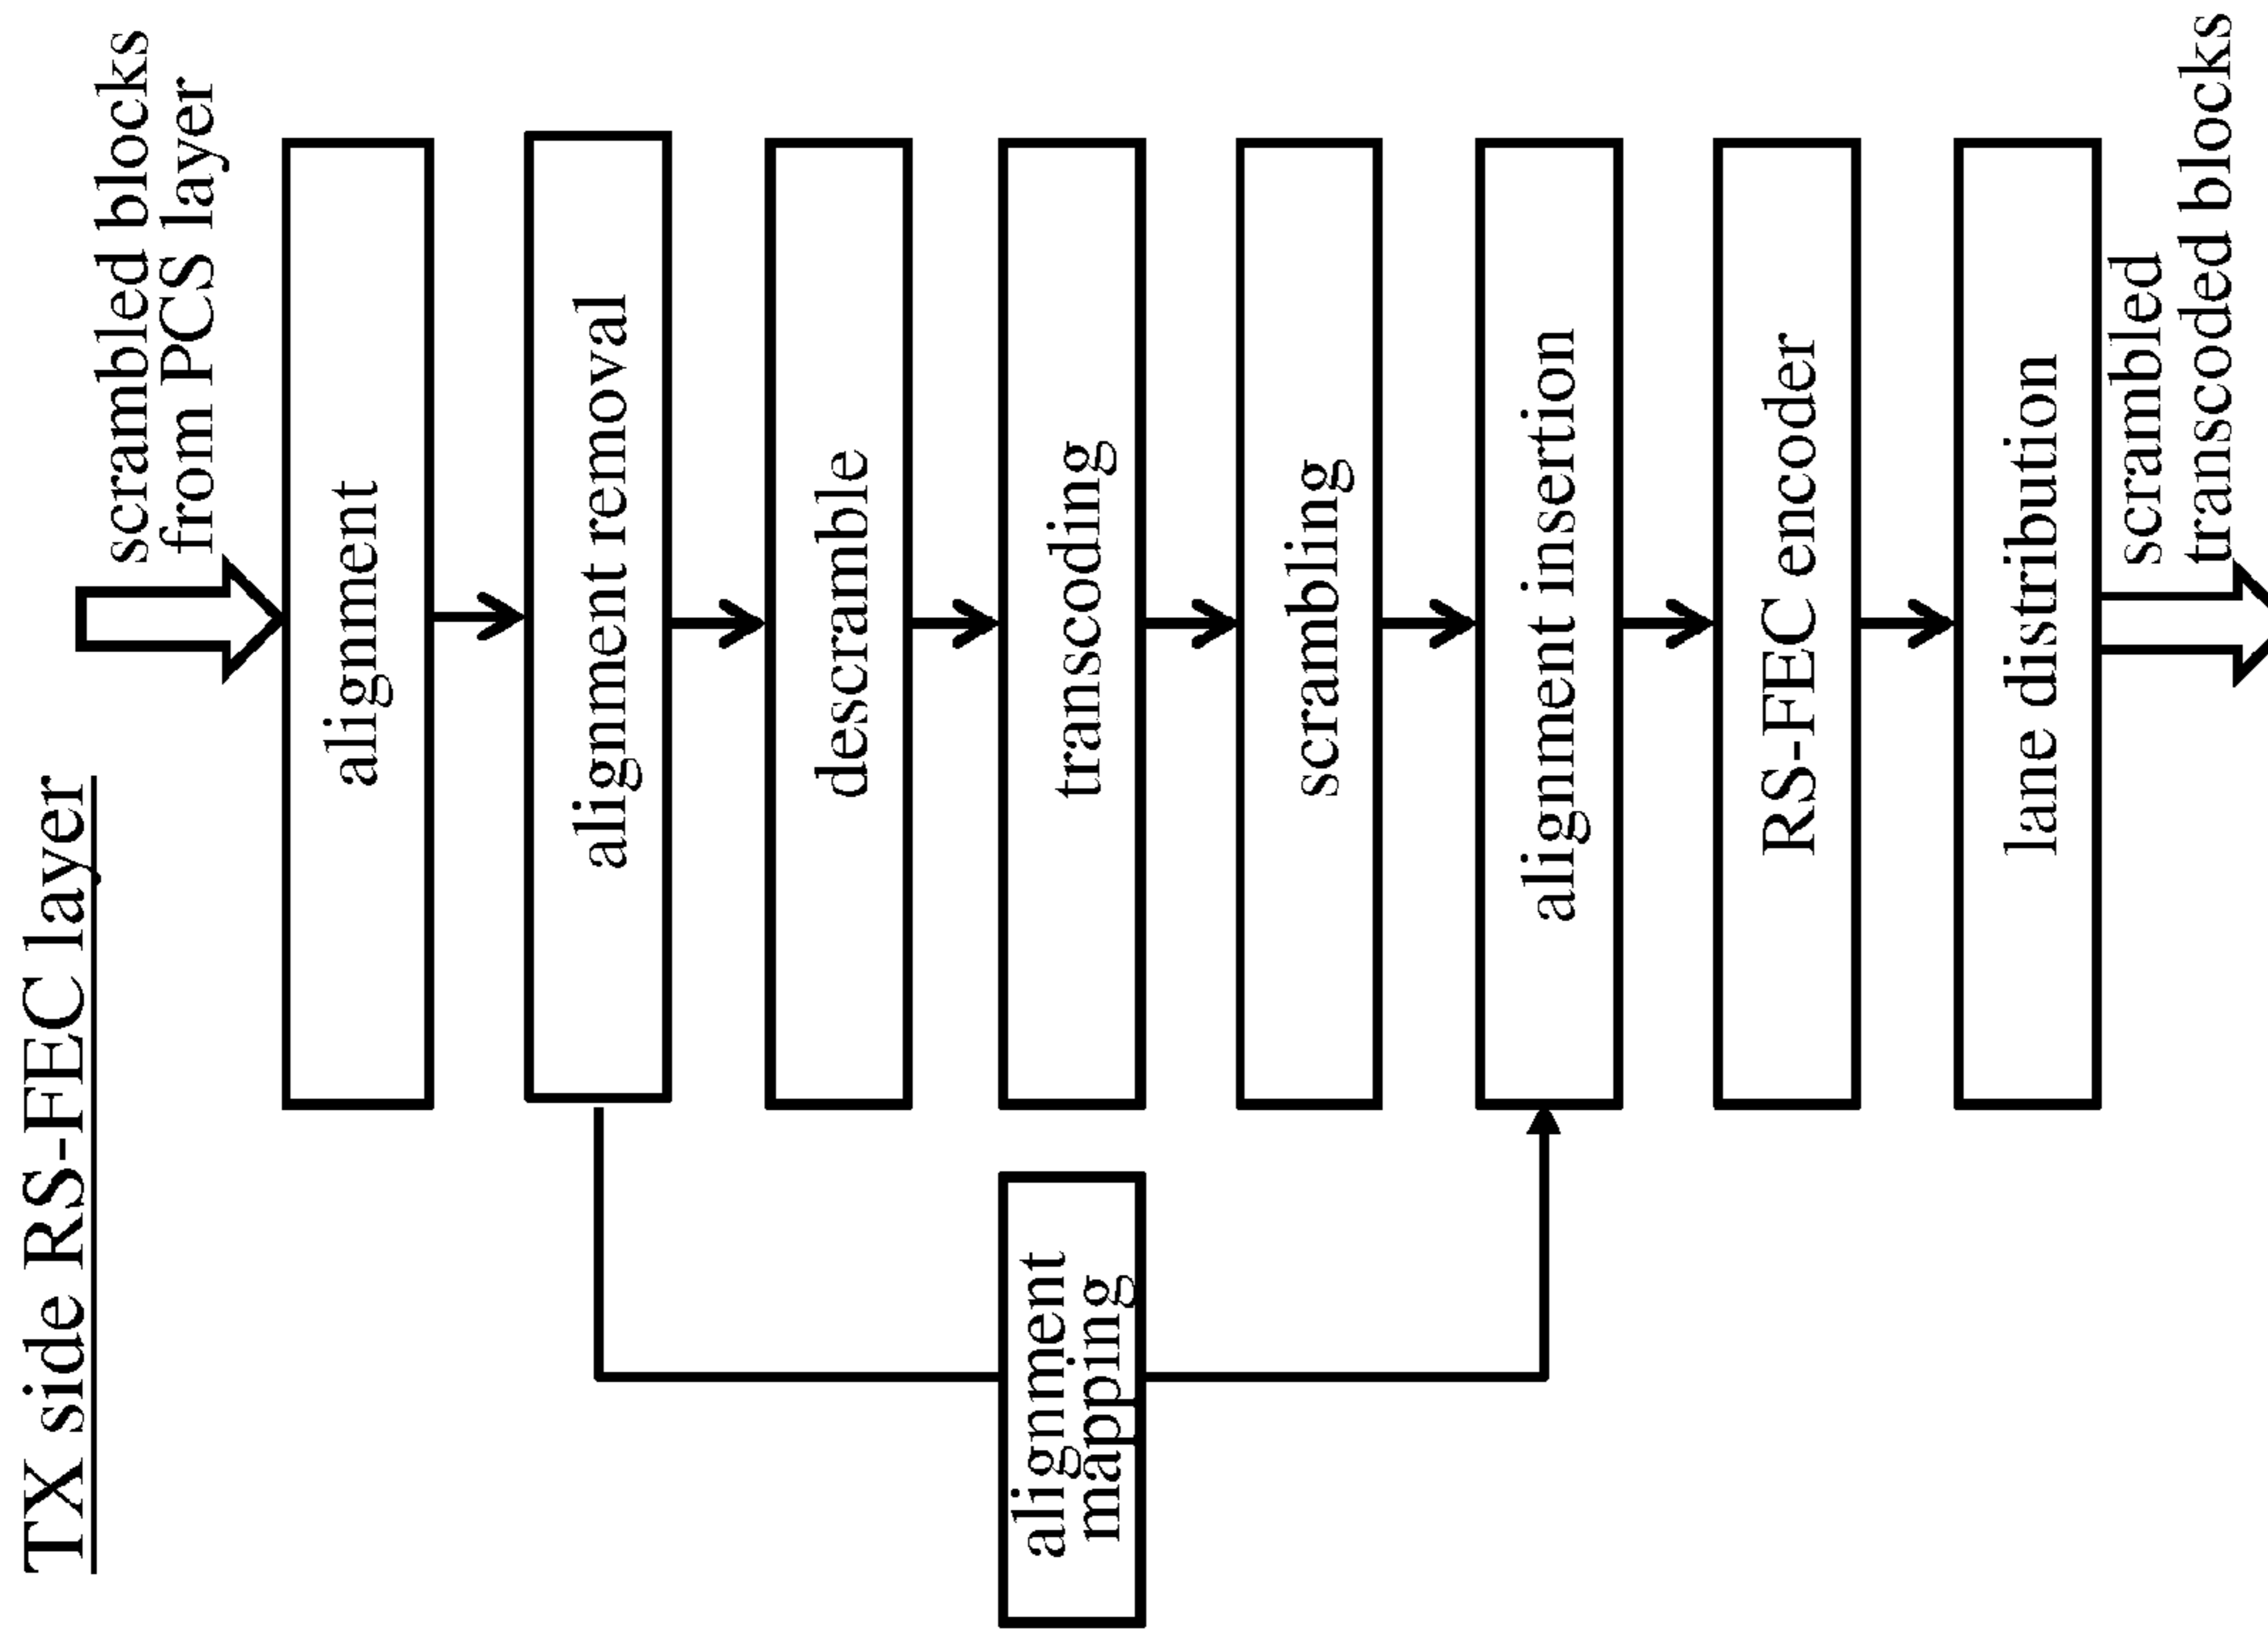 TX side RS-FEC layer
scrambled blocks
from PCS layer
alignment
alignment removal
descramble
transcoding
scrambling
alignment
mapping
alignment insertion
RS-FEC encoder
lane distribution
scrambled
transcoded blocks